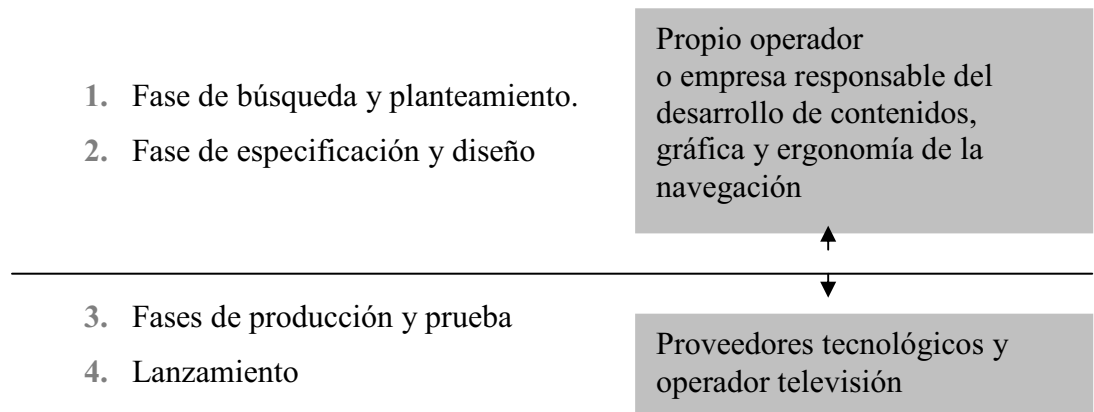 1. Fase de búsqueda y planteamiento.
2. Fase de especificación y diseño
Propio operador
o empresa responsable del
desarrollo de contenidos,
gráfica y ergonomía de la
navegación
3. Fases de producción y prueba
4. Lanzamiento
Proveedores tecnológicos y
operador televisión